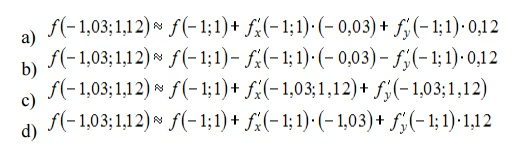 a) f(−1,03;1,12) ≈ f(−1;1) + f′ₓ(−1;1)·(−0,03) + f′ᵧ(−1;1)·0,12
b) f(−1,03;1,12) ≈ f(−1;1) − f′ₓ(−1;1)·(−0,03) − f′ᵧ(−1;1)·0,12
c) f(−1,03;1,12) ≈ f(−1;1) + f′ₓ(−1,03;1,12) + f′ᵧ(−1,03;1,12)
d) f(−1,03;1,12) ≈ f(−1;1) + f′ₓ(−1;1)·(−1,03) + f′ᵧ(−1;1)·1,12